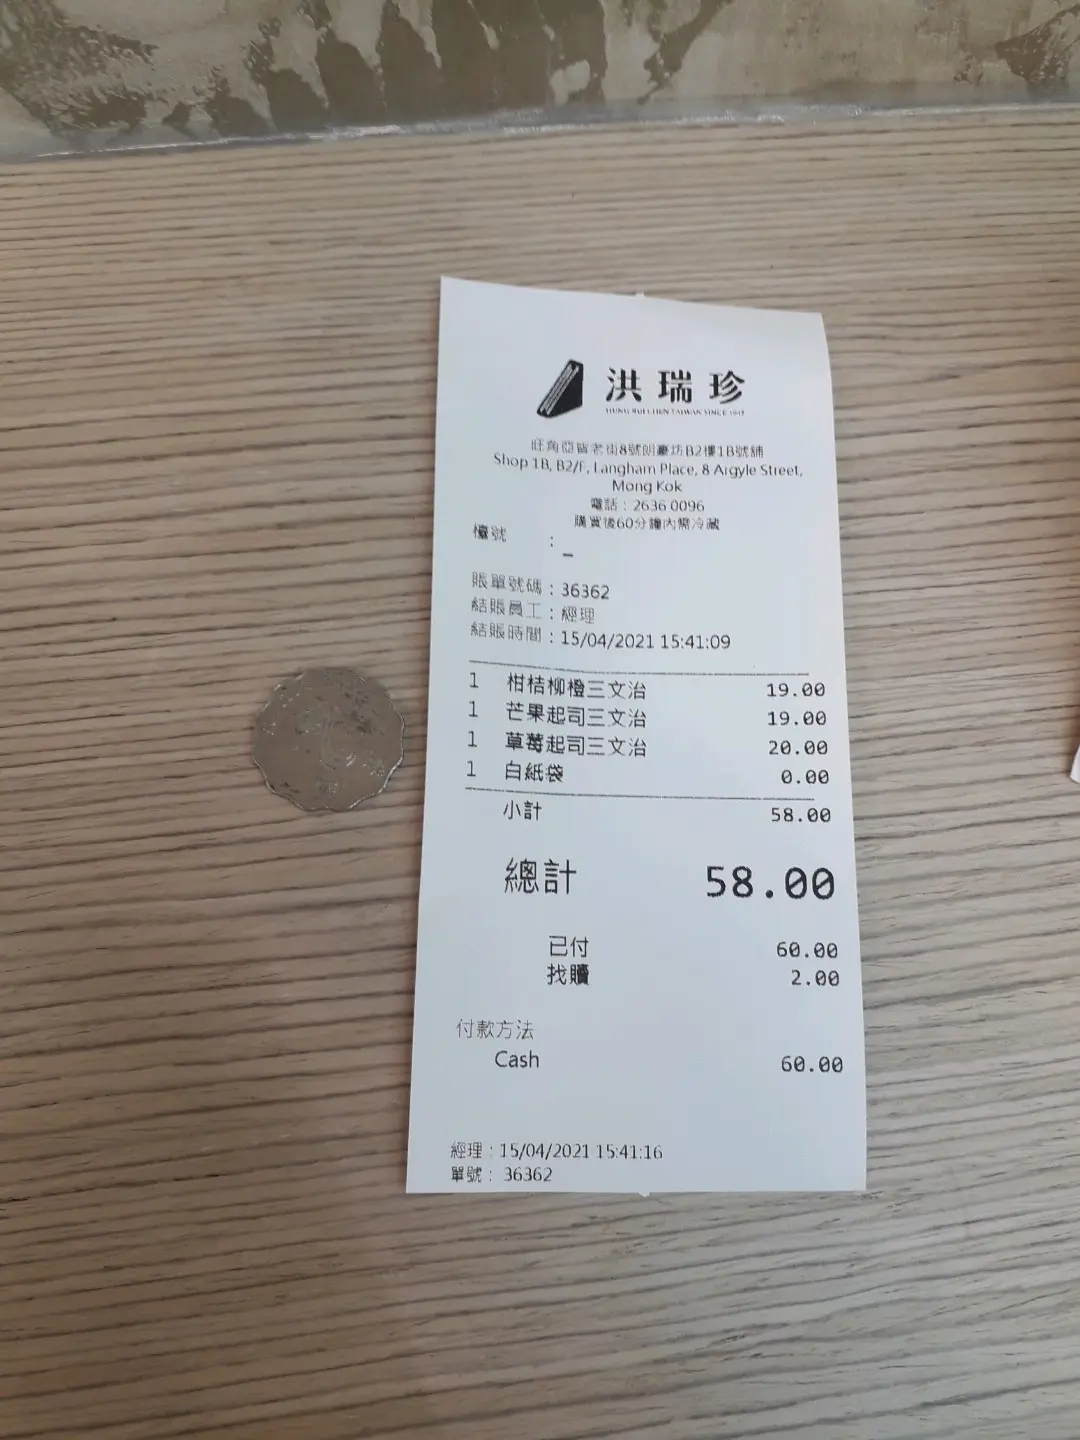 洪瑞珍
HUNG RUI CHEN TAIWAN SINCE 1947
旺角亞皆老街8號朗豪坊B2樓1B號舖
Shop 1B, B2/F, Langham Place, 8 Argyle Street,
Mong Kok
電話：2636 0096
購買後60分鐘內需冷藏
檯號 :
_
賬單號碼：36362
結賬員工：經理
結賬時間：15/04/2021 15:41:09
1 柑桔柳橙三文治 19.00
1 芒果起司三文治 19.00
1 草莓起司三文治 20.00
1 白紙袋 0.00
小計 58.00
總計 58.00
已付 60.00
找贖 2.00
付款方法
Cash 60.00
經理：15/04/2021 15:41:16
單號：36362